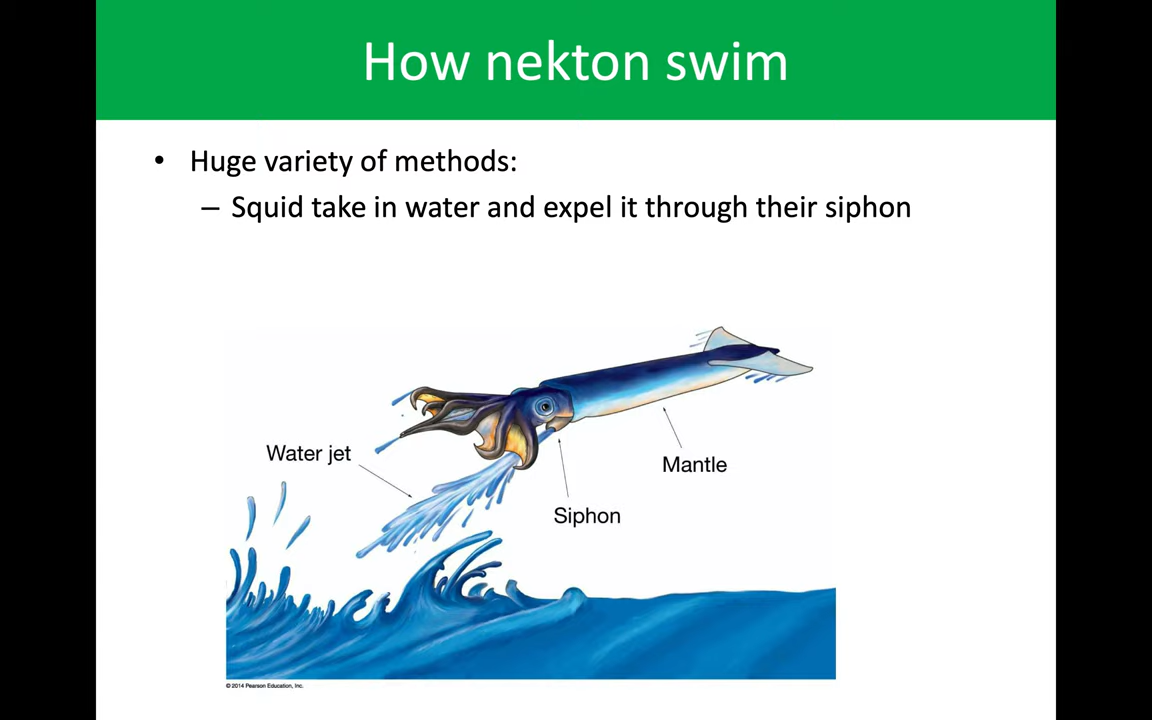 How nekton swim
• Huge variety of methods:
– Squid take in water and expel it through their siphon
Water jet
Mantle
Siphon
© 2014 Pearson Education, Inc.